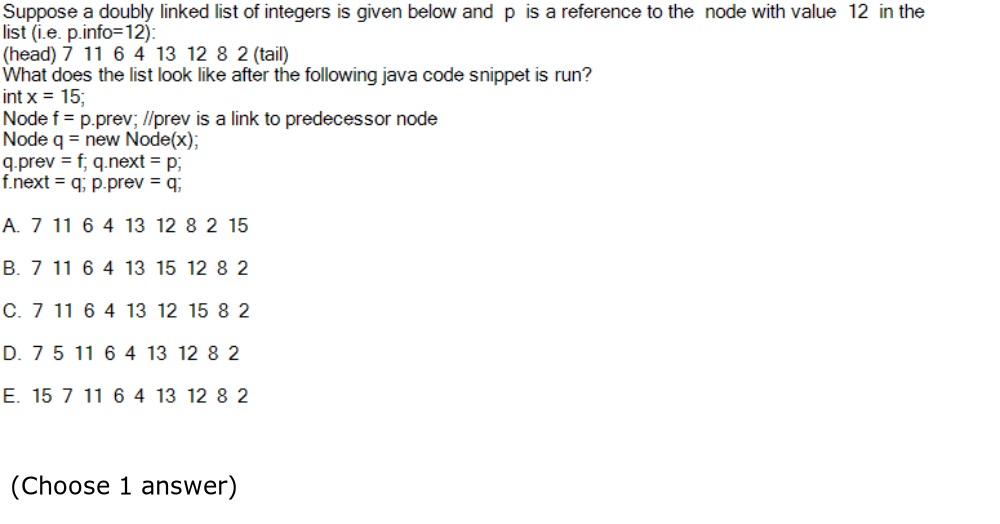 Suppose a doubly linked list of integers is given below and p is a reference to the node with value 12 in the
list (i.e. p.info=12):
(head) 7 11 6 4 13 12 8 2 (tail)
What does the list look like after the following java code snippet is run?
int x = 15;
Node f = p.prev; //prev is a link to predecessor node
Node q = new Node(x);
q.prev = f; q.next = p;
f.next = q; p.prev = q;
A. 7 11 6 4 13 12 8 2 15
B. 7 11 6 4 13 15 12 8 2
C. 7 11 6 4 13 12 15 8 2
D. 7 5 11 6 4 13 12 8 2
E. 15 7 11 6 4 13 12 8 2
(Choose 1 answer)